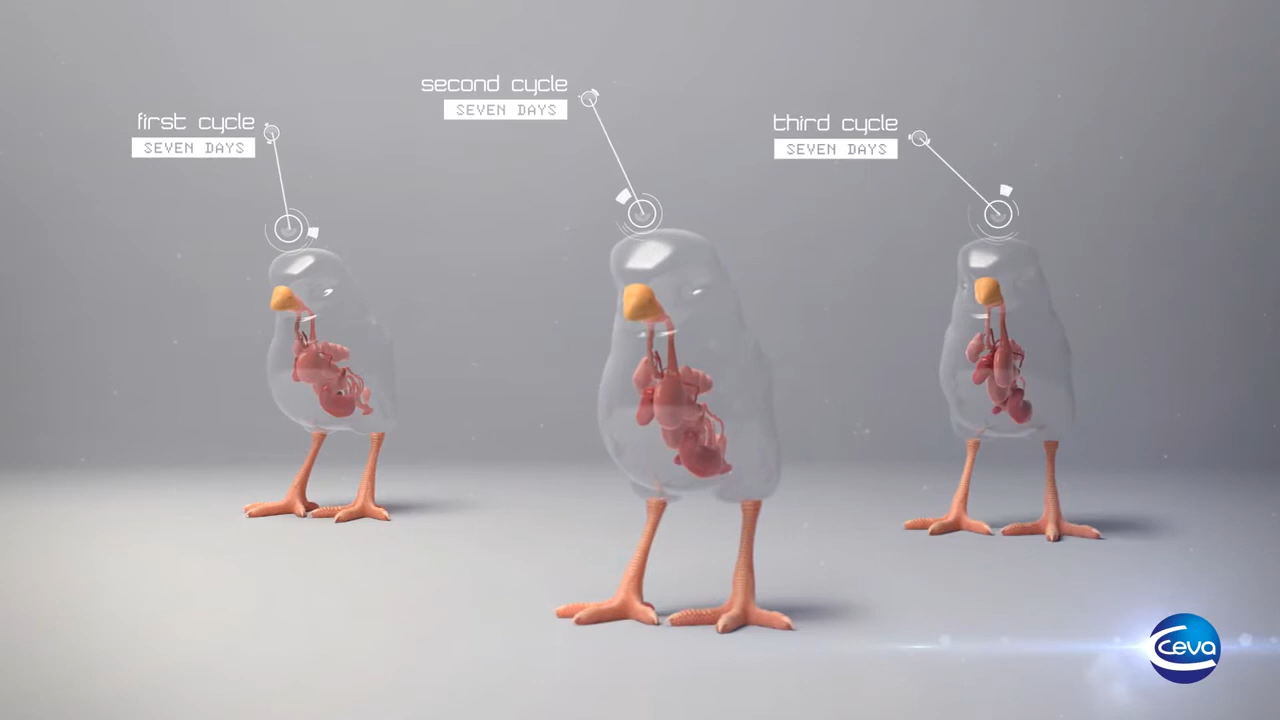 first cycle
SEVEN DAYS
second cycle
SEVEN DAYS
third cycle
SEVEN DAYS
ceva